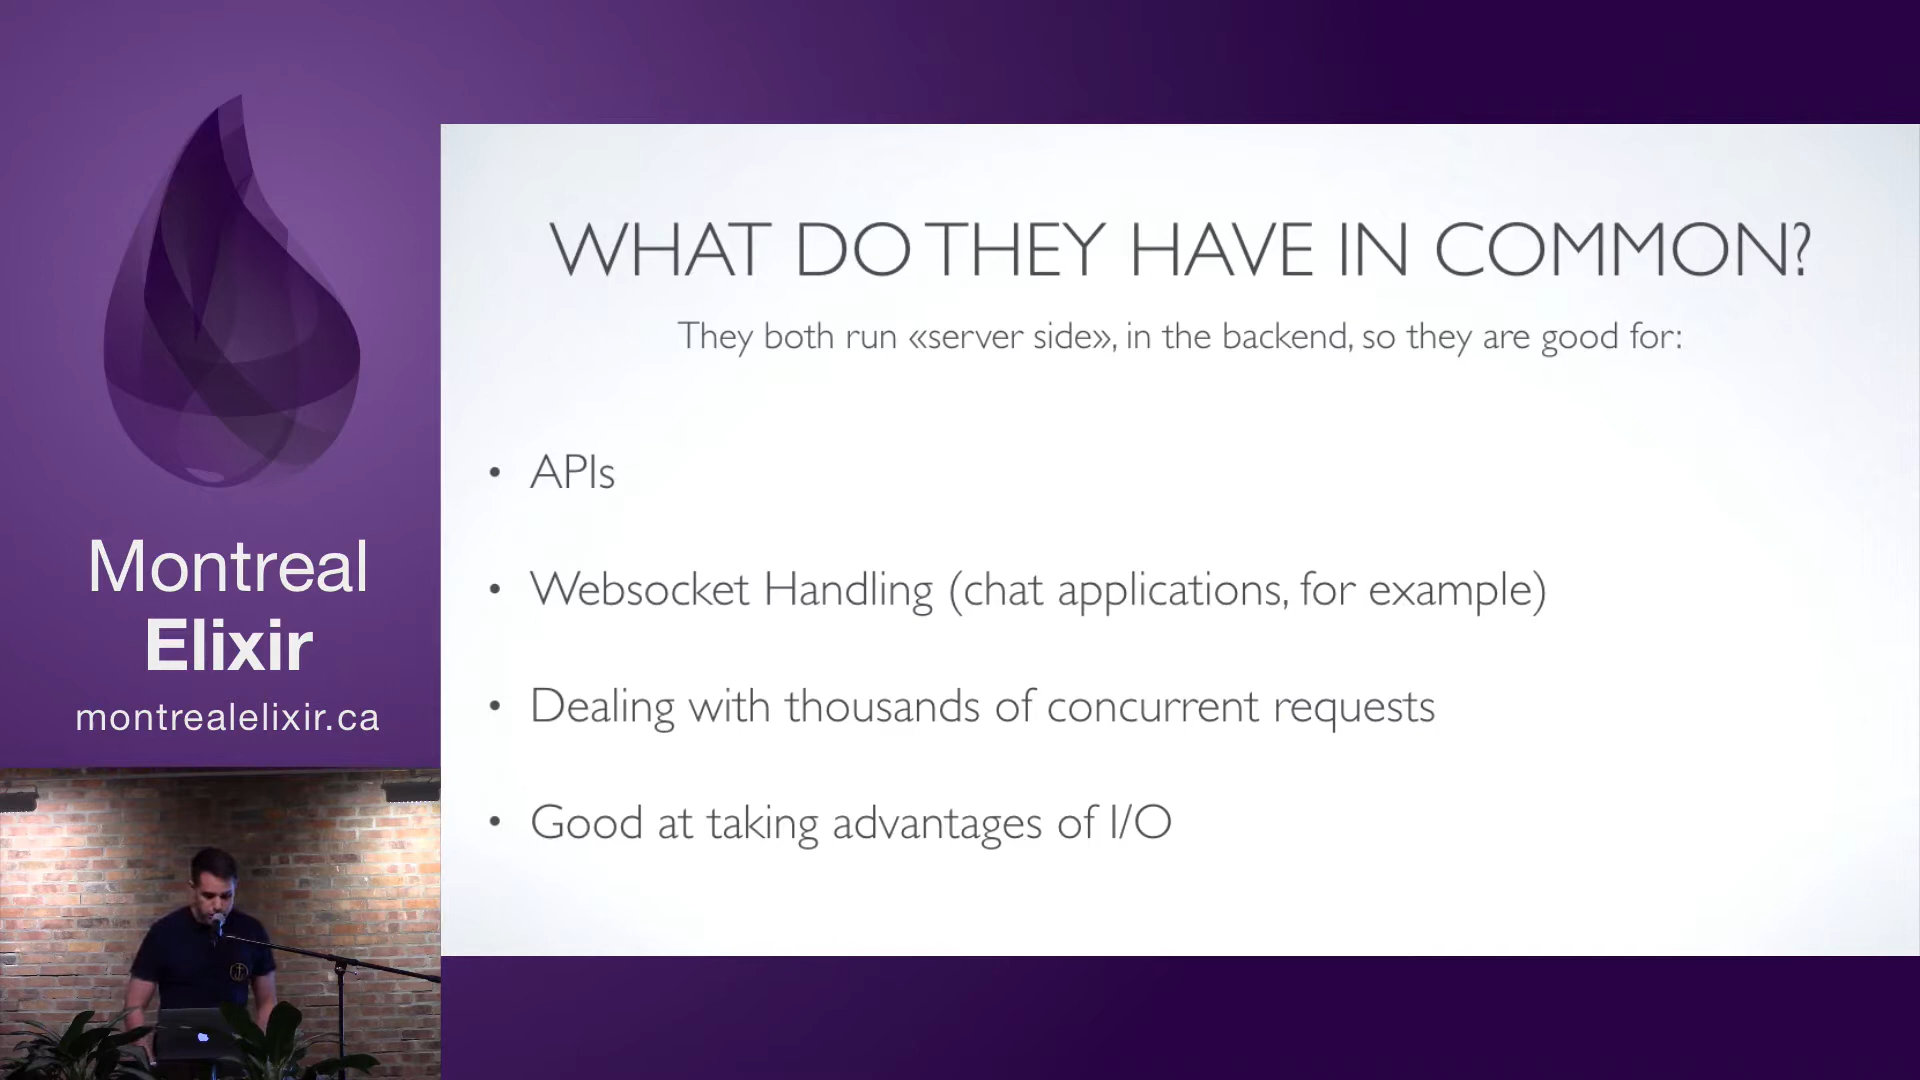 Montreal
Elixir
montrealelixir.ca
WHAT DO THEY HAVE IN COMMON?
They both run «server side», in the backend, so they are good for:
• APIs
• Websocket Handling (chat applications, for example)
• Dealing with thousands of concurrent requests
• Good at taking advantages of I/O